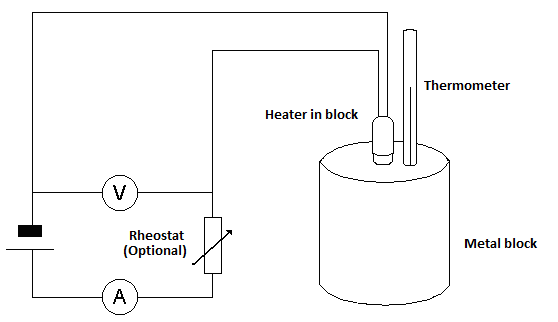 Thermometer
Heater in block
V
Rheostat
(Optional)
Metal block
A